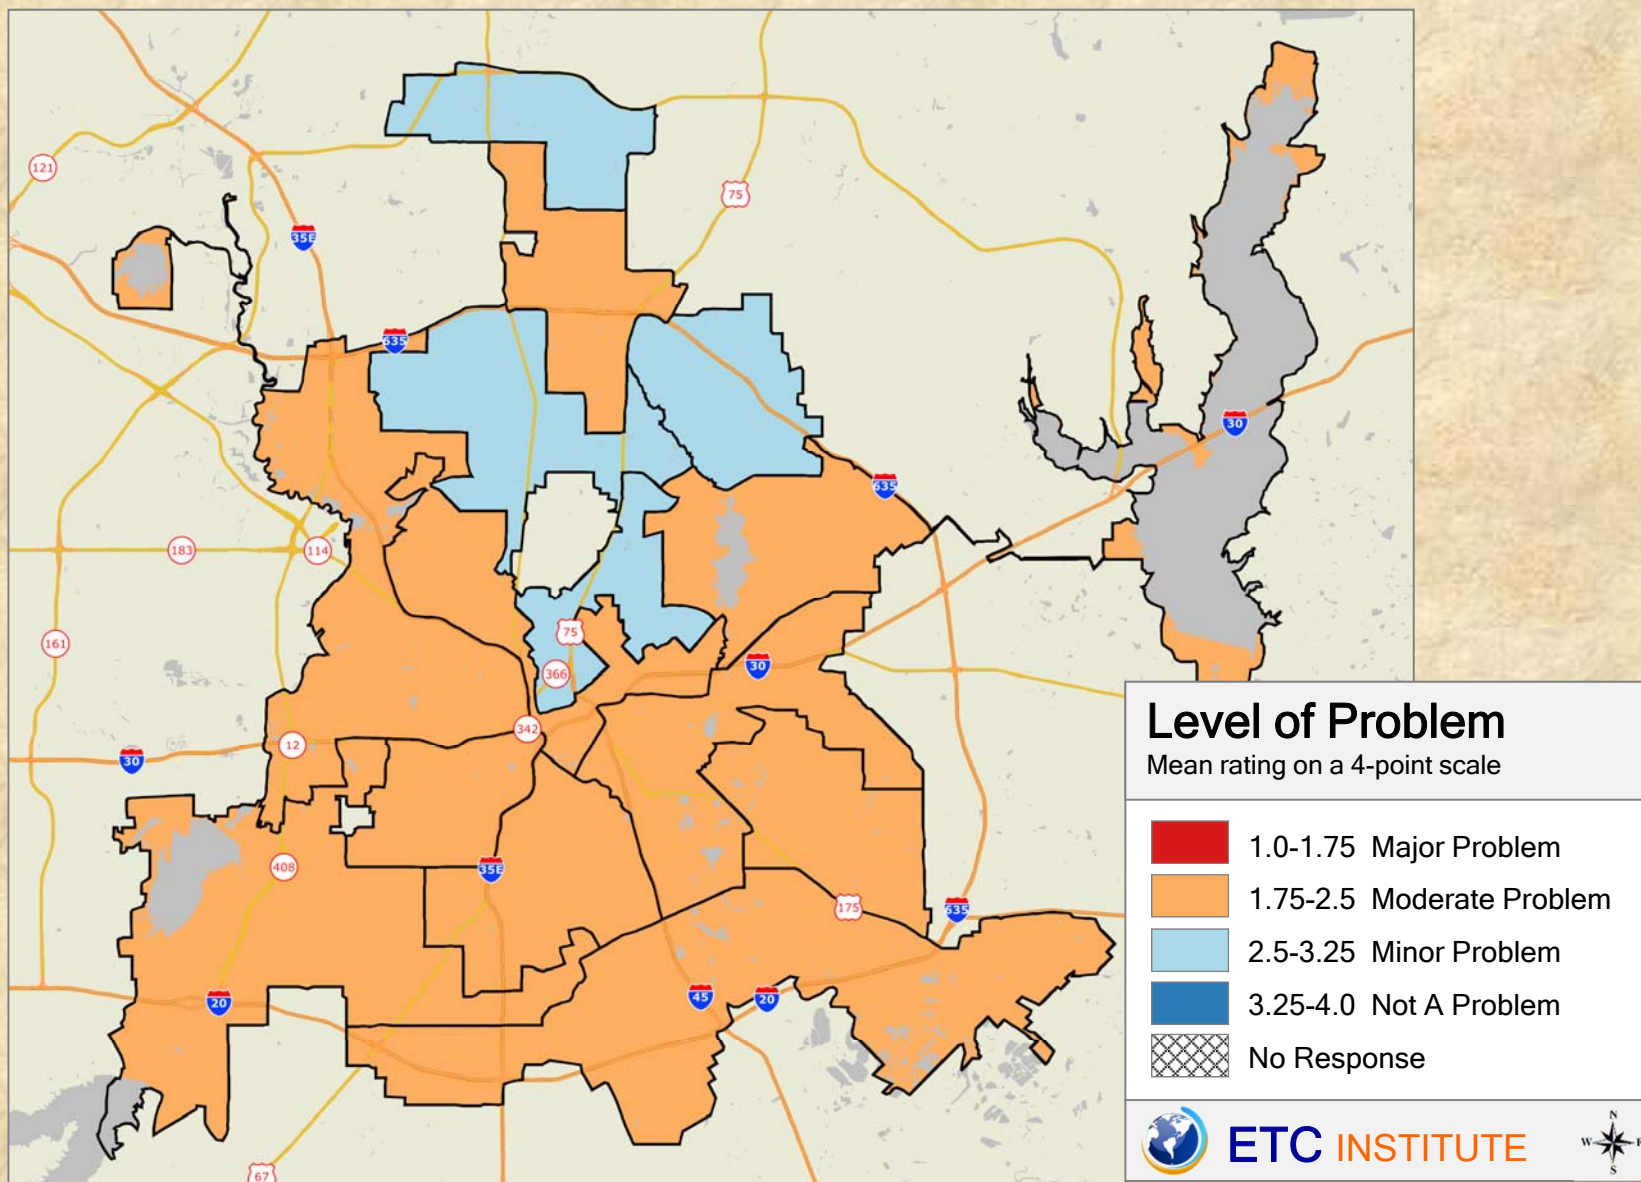 121
35E
75
635
30
635
183
114
161
75
366
30
342
12
30
408
35E
175
635
20
45
20
67
Level of Problem
Mean rating on a 4-point scale
1.0-1.75 Major Problem
1.75-2.5 Moderate Problem
2.5-3.25 Minor Problem
3.25-4.0 Not A Problem
No Response
ETC INSTITUTE
N
W
S